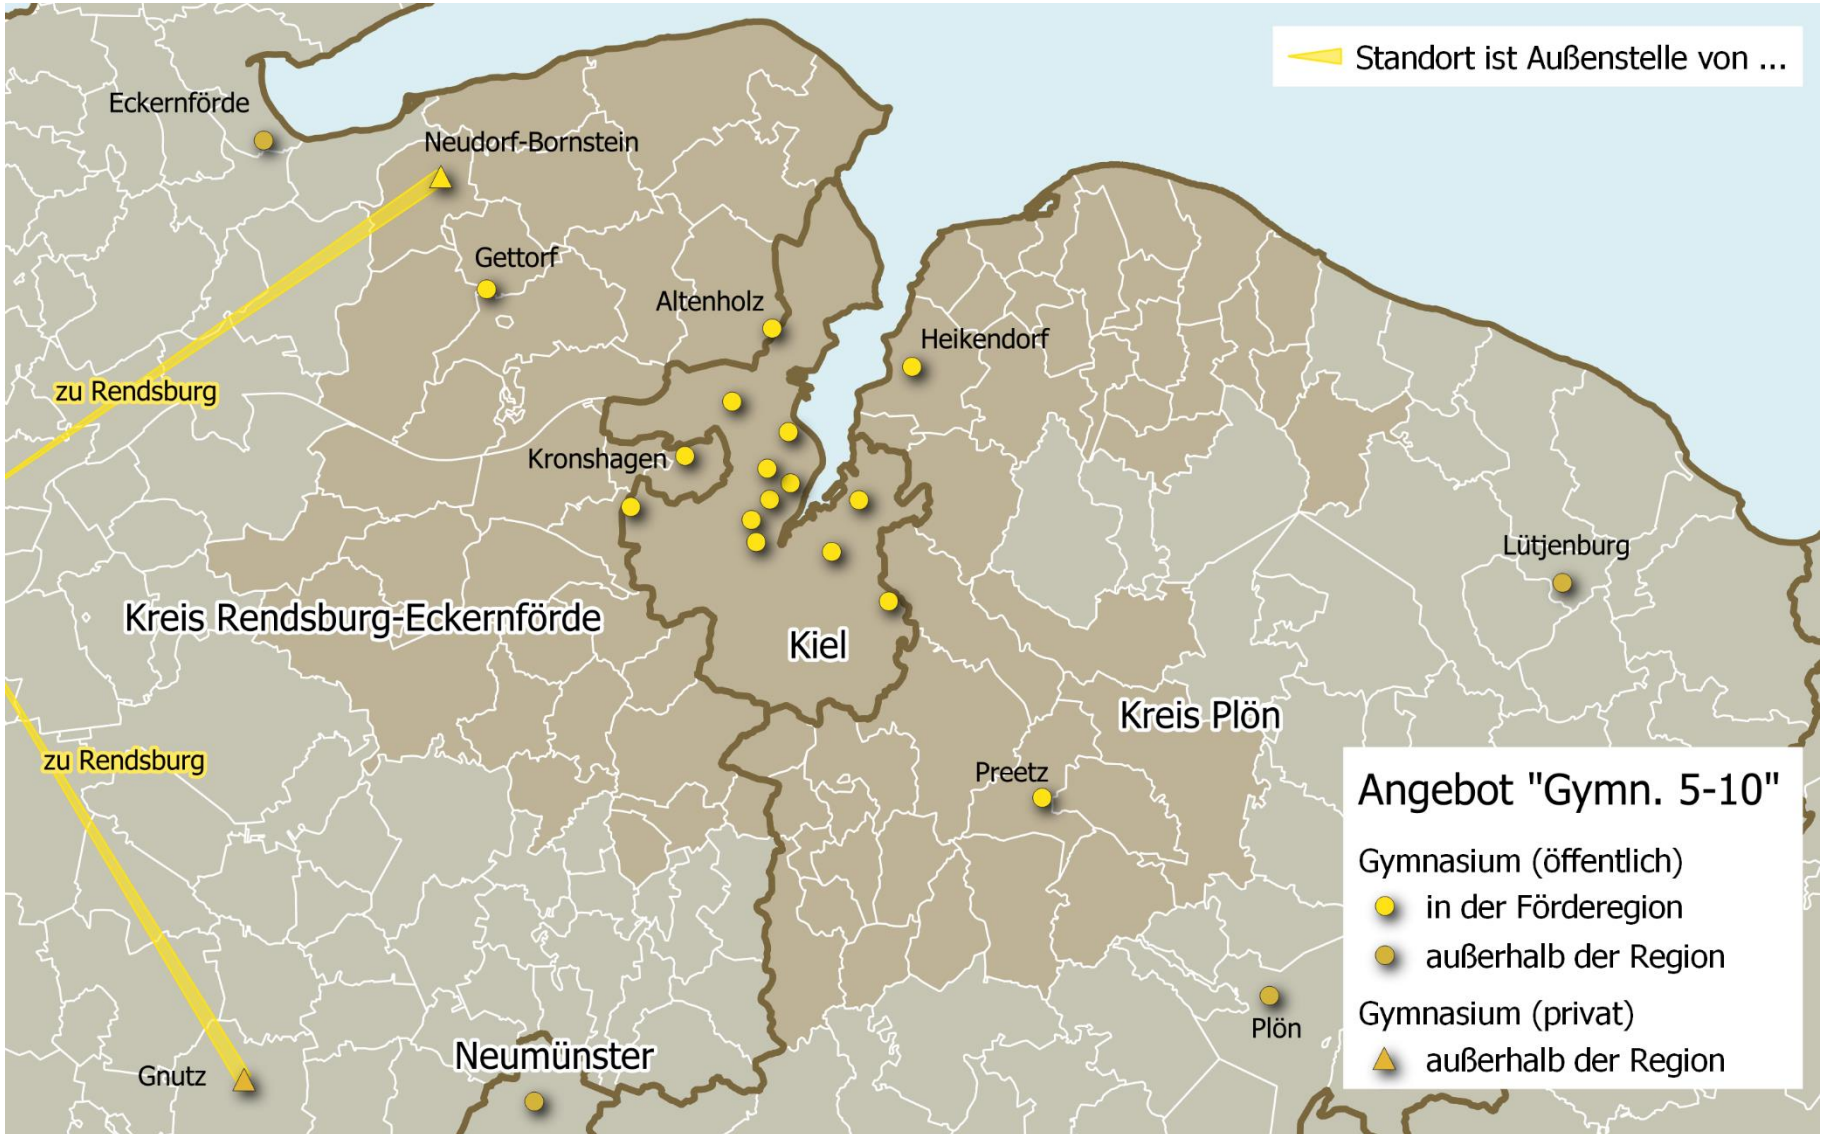 Standort ist Außenstelle von ...
Eckernförde
Neudorf-Bornstein
Gettorf
Altenholz
Heikendorf
zu Rendsburg
Kronshagen
Lütjenburg
Kreis Rendsburg-Eckernförde
Kiel
Kreis Plön
zu Rendsburg
Preetz
Angebot "Gymn. 5-10"
Gymnasium (öffentlich)
in der Förderegion
außerhalb der Region
Gymnasium (privat)
außerhalb der Region
Plön
Neumünster
Gnutz